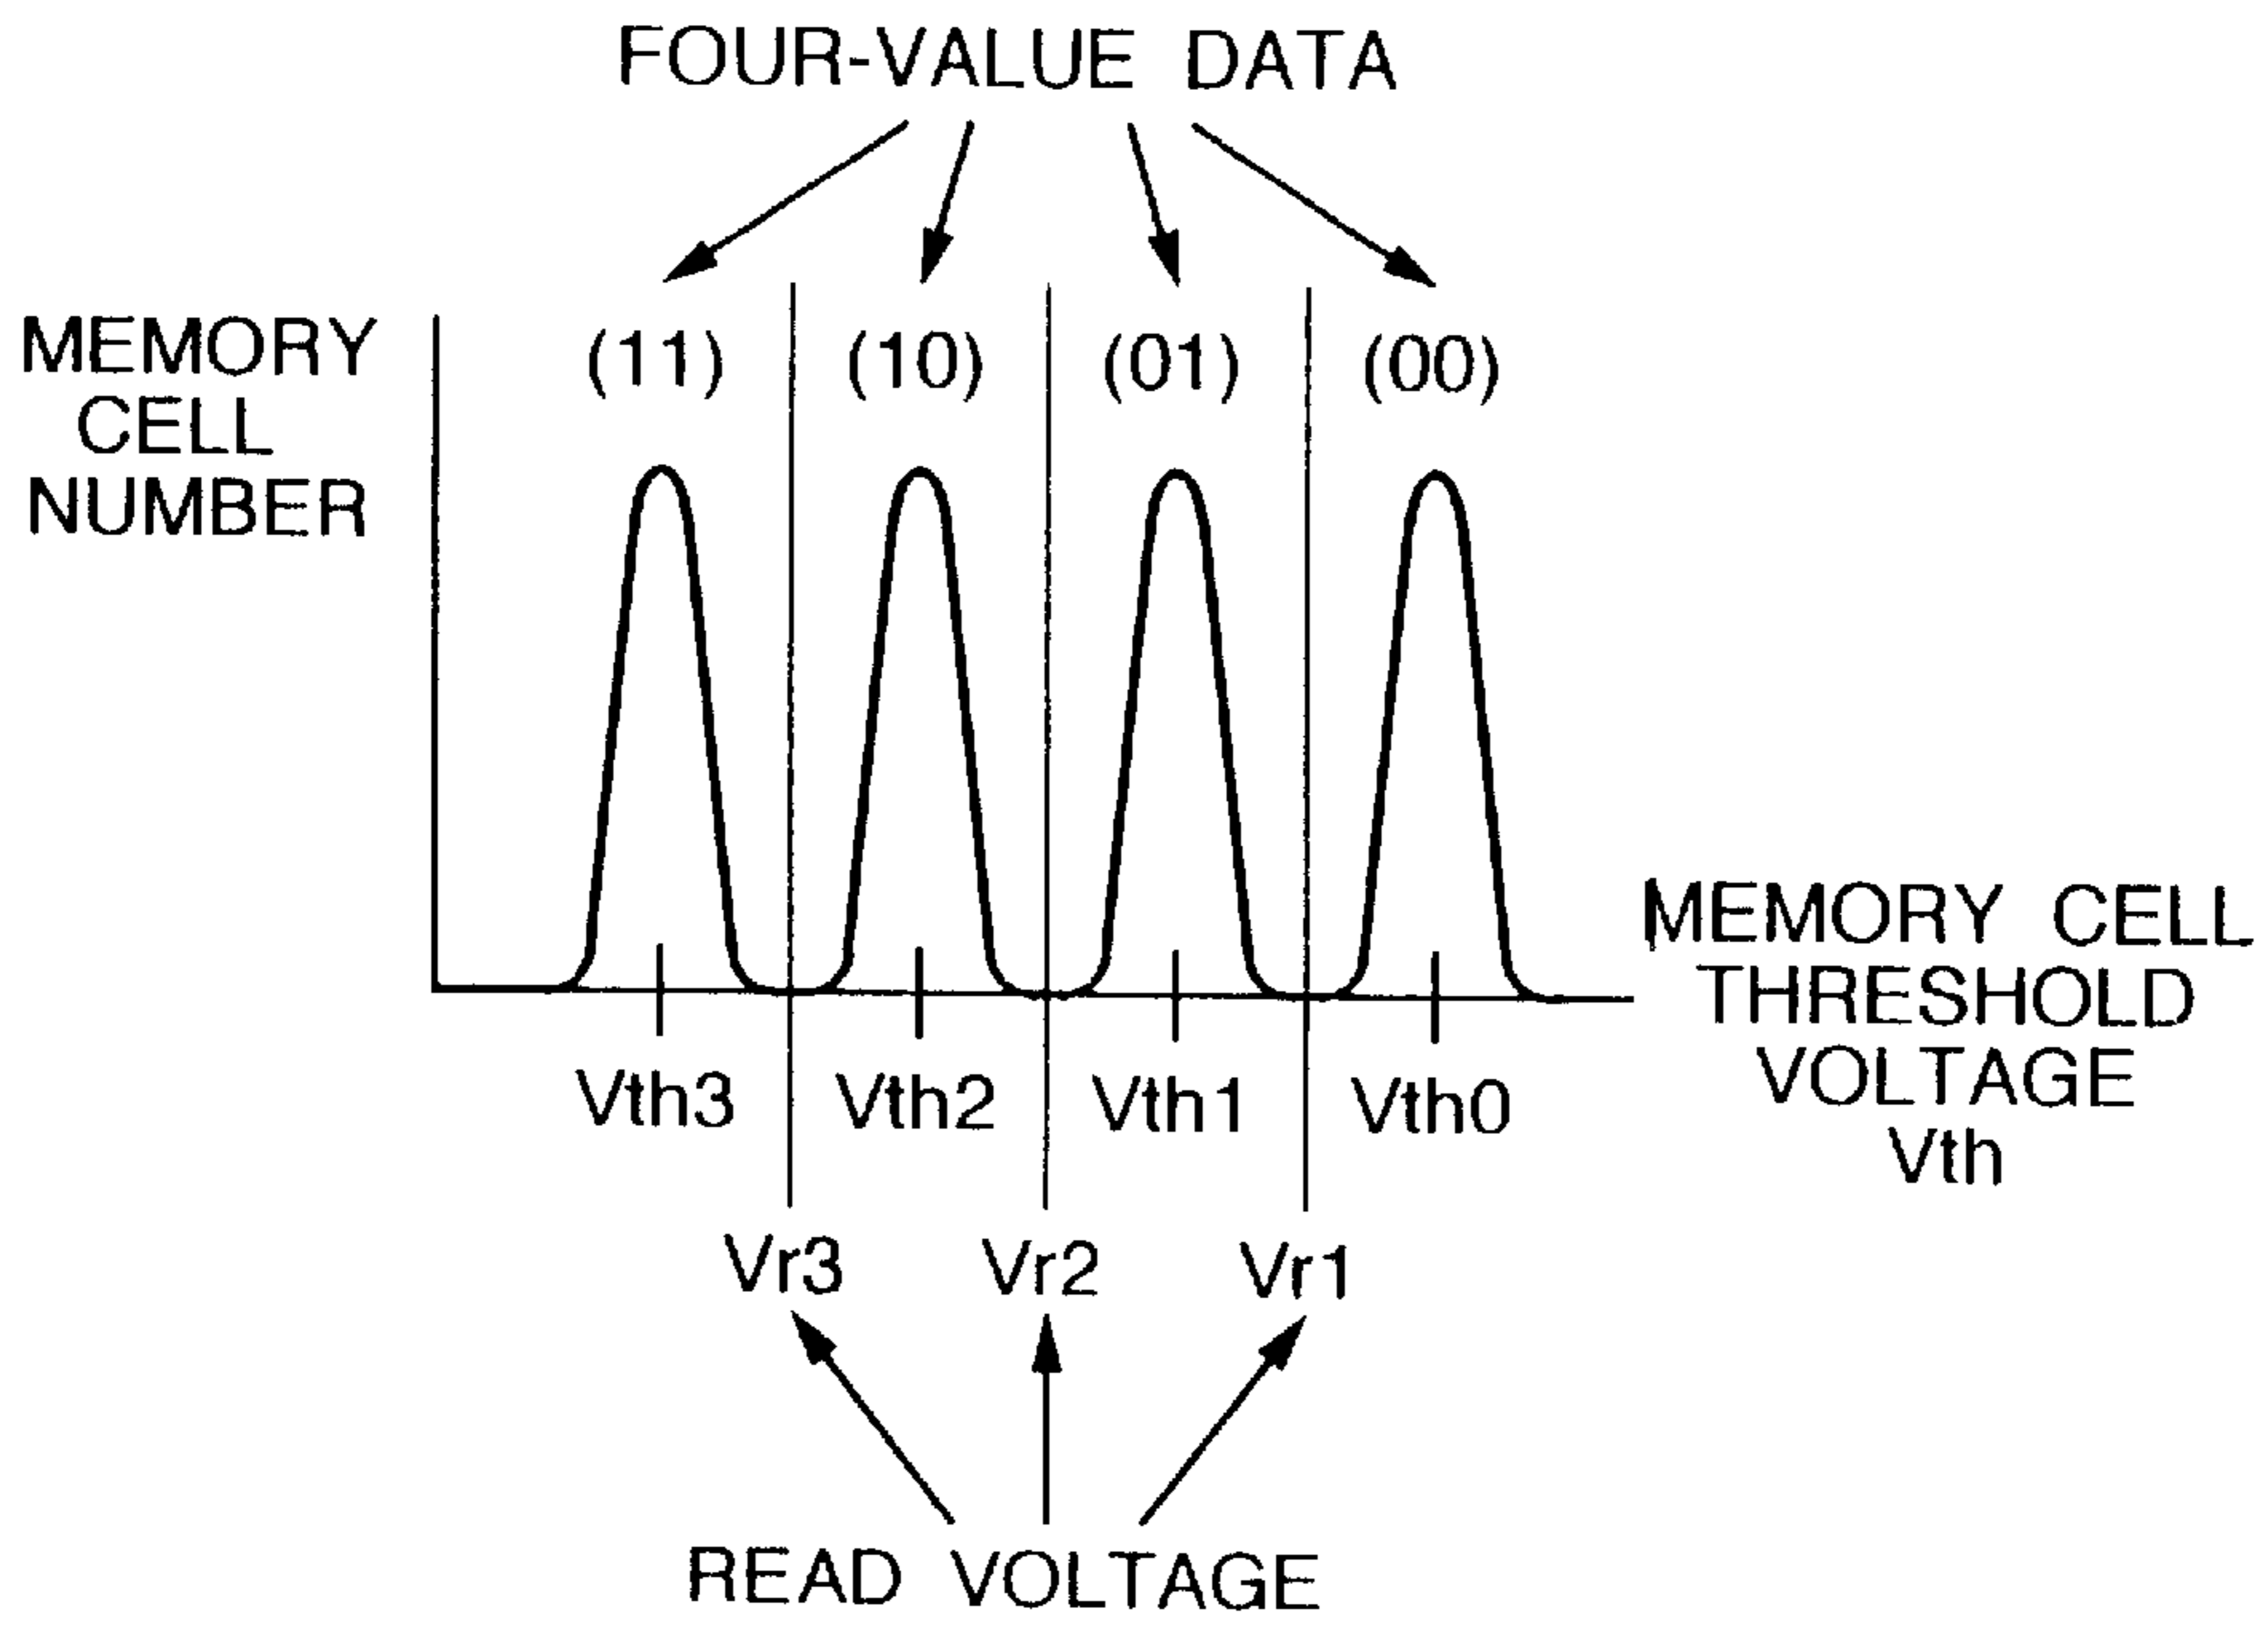 FOUR-VALUE DATA
MEMORY
CELL
NUMBER
(11) (10) (01) (00)
MEMORY CELL
THRESHOLD
VOLTAGE
Vth
Vth3 Vth2 Vth1 Vth0
Vr3 Vr2 Vr1
READ VOLTAGE